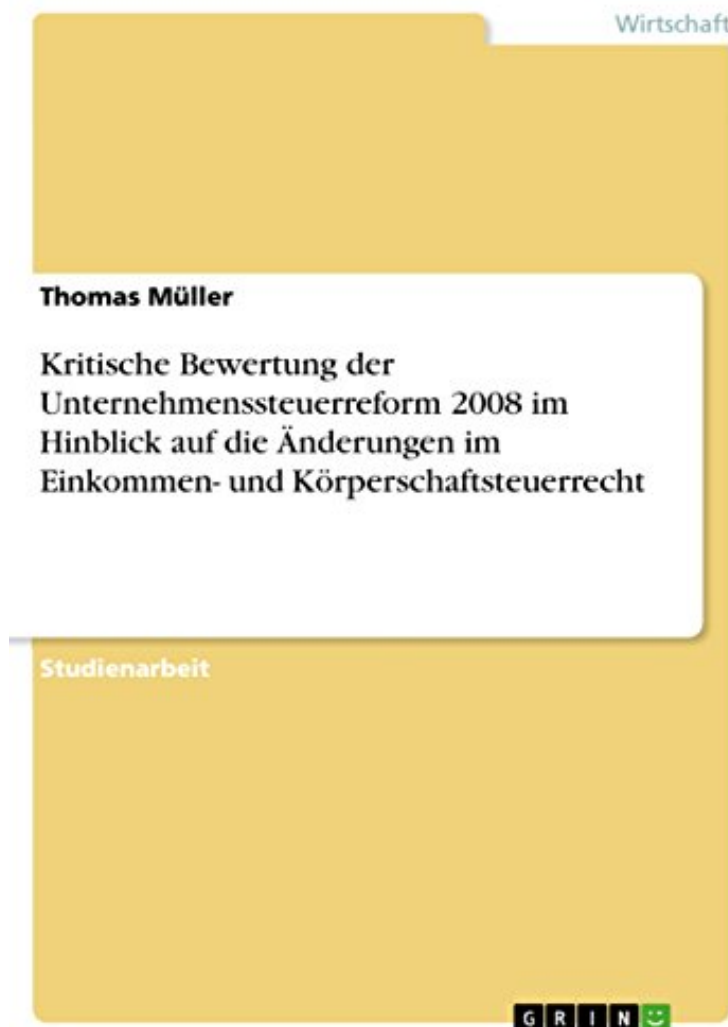 Wirtschaft
Thomas Müller
Kritische Bewertung der
Unternehmenssteuerreform 2008 im
Hinblick auf die Änderungen im
Einkommen- und Körperschaftsteuerrecht
Studienarbeit
GRIN